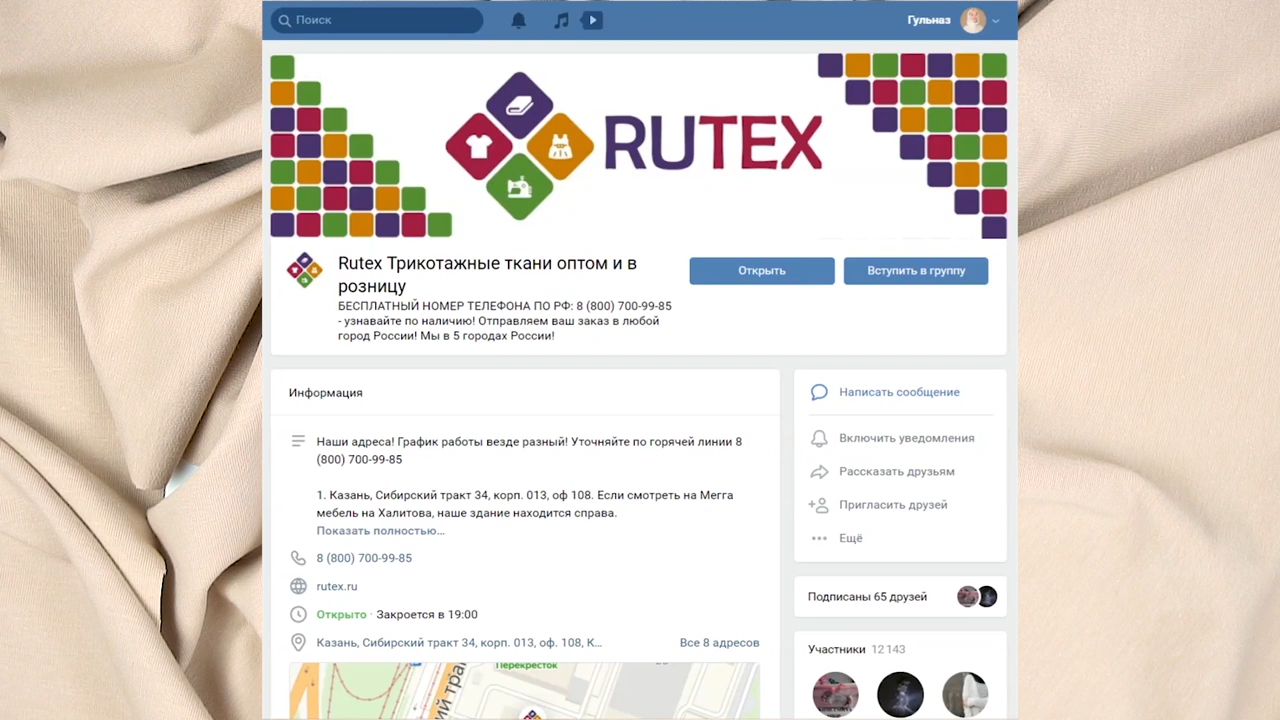 Поиск
Гульназ
RUTEX
Rutex Трикотажные ткани оптом и в
розницу
БЕСПЛАТНЫЙ НОМЕР ТЕЛЕФОНА ПО РФ: 8 (800) 700-99-85
- узнавайте по наличию! Отправляем ваш заказ в любой
город России! Мы в 5 городах России!
Открыть
Вступить в группу
Информация
Наши адреса! График работы везде разный! Уточняйте по горячей линии 8
(800) 700-99-85
1. Казань, Сибирский тракт 34, корп. 013, оф 108. Если смотреть на Мегга
мебель на Халитова, наше здание находится справа.
Показать полностью...
8 (800) 700-99-85
rutex.ru
Открыто · Закроется в 19:00
Казань, Сибирский тракт 34, корп. 013, оф. 108, К...
Все 8 адресов
Перекресток
ий тра
Написать сообщение
Включить уведомления
Рассказать друзьям
Пригласить друзей
Ещё
Подписаны 65 друзей
Участники 12 143